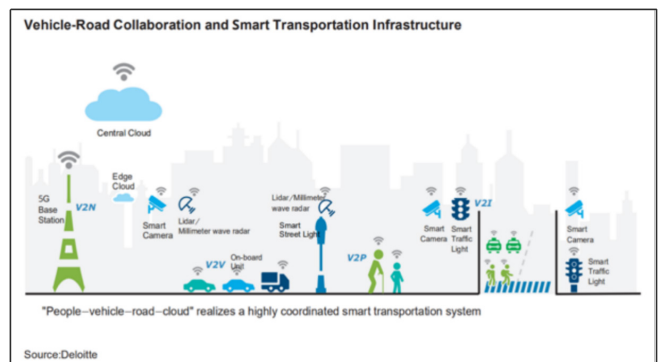 Vehicle-Road Collaboration and Smart Transportation Infrastructure
Central Cloud
Edge
Cloud
5G
Base
Station
V2N
Smart
Camera
Lidar/
Millimeter wave radar
V2V
On-board
Unit
Lidar/Millimeter
wave radar
Smart
Street Light
V2P
Smart
Camera
Smart
Traffic
Light
V2I
Smart
Camera
Smart
Traffic
Light
"People—vehicle—road—cloud" realizes a highly coordinated smart transportation system
Source:Deloitte